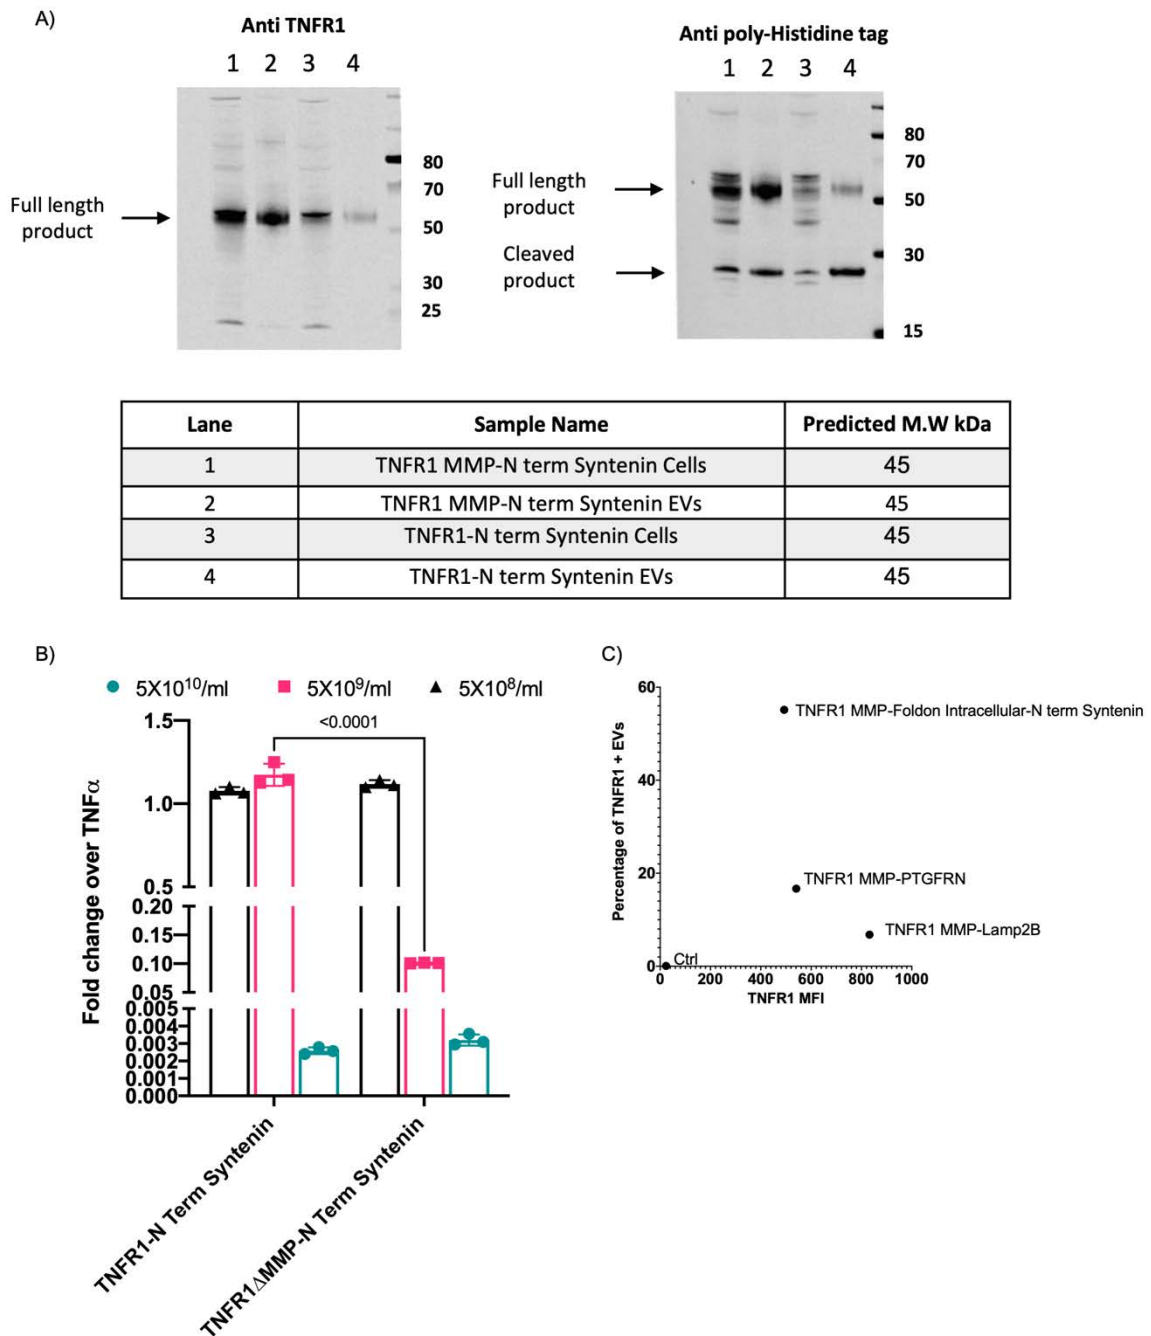 A)
Anti TNFR1
1 2 3 4
Full length
product
80
70
50
30
25
Anti poly-Histidine tag
1 2 3 4
Full length
product
Cleaved
product
80
70
50
30
15
Lane Sample Name Predicted M.W kDa
1 TNFR1 MMP-N term Syntenin Cells 45
2 TNFR1 MMP-N term Syntenin EVs 45
3 TNFR1-N term Syntenin Cells 45
4 TNFR1-N term Syntenin EVs 45
B)
5X10¹⁰/ml 5X10⁹/ml 5X10⁸/ml
<0.0001
Fold change over TNFα
1.5
1.0
0.5
0.20
0.15
0.10
0.05
0.005
0.004
0.003
0.002
0.001
0.000
TNFR1-N Term Syntenin
TNFR1ΔMMP-N Term Syntenin
C)
Percentage of TNFR1 + EVs
60
40
20
0
TNFR1 MMP-Foldon Intracellular-N term Syntenin
TNFR1 MMP-PTGFRN
TNFR1 MMP-Lamp2B
Ctrl
0 200 400 600 800 1000
TNFR1 MFI